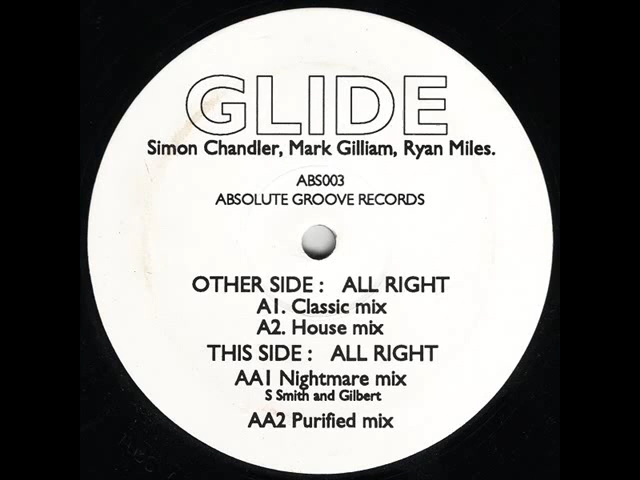 GLIDE
Simon Chandler, Mark Gilliam, Ryan Miles.
ABS003
ABSOLUTE GROOVE RECORDS
OTHER SIDE : ALL RIGHT
A1. Classic mix
A2. House mix
THIS SIDE : ALL RIGHT
AA1 Nightmare mix
S Smith and Gilbert
AA2 Purified mix